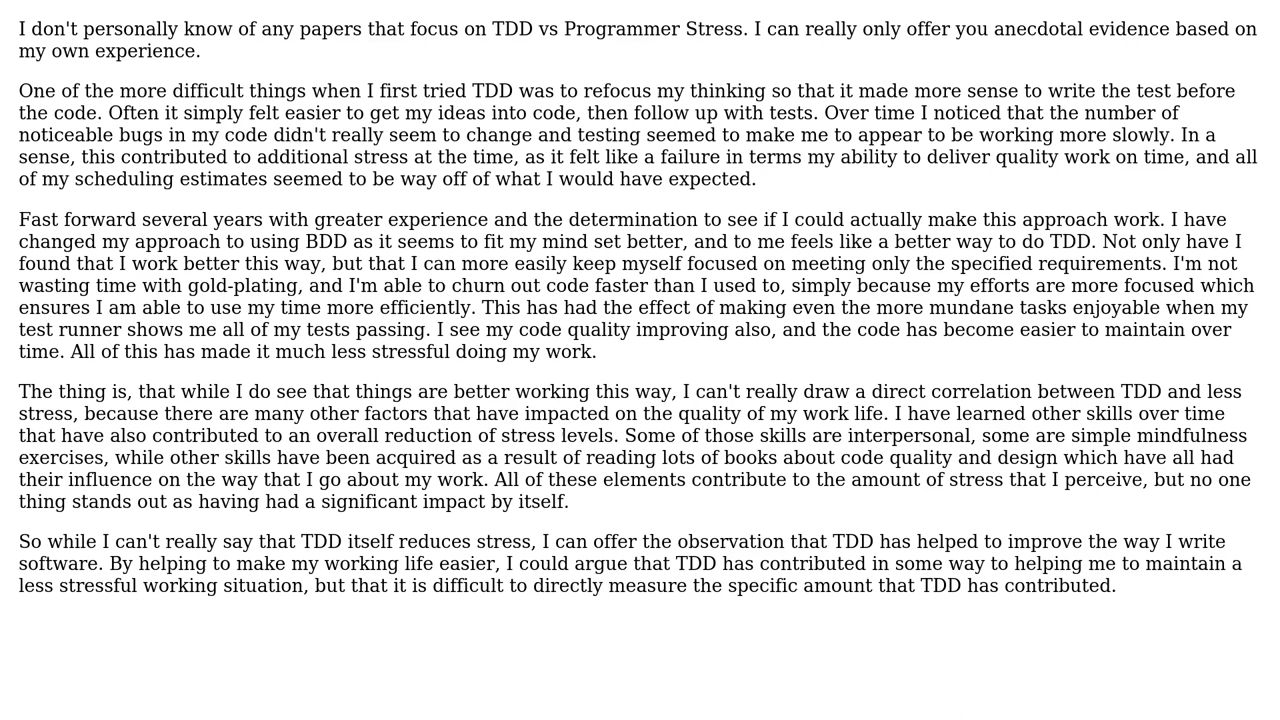 I don't personally know of any papers that focus on TDD vs Programmer Stress. I can really only offer you anecdotal evidence based on
my own experience.
One of the more difficult things when I first tried TDD was to refocus my thinking so that it made more sense to write the test before
the code. Often it simply felt easier to get my ideas into code, then follow up with tests. Over time I noticed that the number of
noticeable bugs in my code didn't really seem to change and testing seemed to make me to appear to be working more slowly. In a
sense, this contributed to additional stress at the time, as it felt like a failure in terms my ability to deliver quality work on time, and all
of my scheduling estimates seemed to be way off of what I would have expected.
Fast forward several years with greater experience and the determination to see if I could actually make this approach work. I have
changed my approach to using BDD as it seems to fit my mind set better, and to me feels like a better way to do TDD. Not only have I
found that I work better this way, but that I can more easily keep myself focused on meeting only the specified requirements. I'm not
wasting time with gold-plating, and I'm able to churn out code faster than I used to, simply because my efforts are more focused which
ensures I am able to use my time more efficiently. This has had the effect of making even the more mundane tasks enjoyable when my
test runner shows me all of my tests passing. I see my code quality improving also, and the code has become easier to maintain over
time. All of this has made it much less stressful doing my work.
The thing is, that while I do see that things are better working this way, I can't really draw a direct correlation between TDD and less
stress, because there are many other factors that have impacted on the quality of my work life. I have learned other skills over time
that have also contributed to an overall reduction of stress levels. Some of those skills are interpersonal, some are simple mindfulness
exercises, while other skills have been acquired as a result of reading lots of books about code quality and design which have all had
their influence on the way that I go about my work. All of these elements contribute to the amount of stress that I perceive, but no one
thing stands out as having had a significant impact by itself.
So while I can't really say that TDD itself reduces stress, I can offer the observation that TDD has helped to improve the way I write
software. By helping to make my working life easier, I could argue that TDD has contributed in some way to helping me to maintain a
less stressful working situation, but that it is difficult to directly measure the specific amount that TDD has contributed.